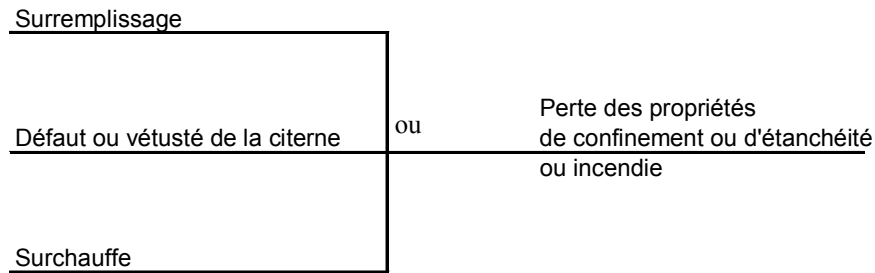 Surremplissage
Défaut ou vétusté de la citerne
Surchauffe
ou
Perte des propriétés
de confinement ou d'étanchéité
ou incendie